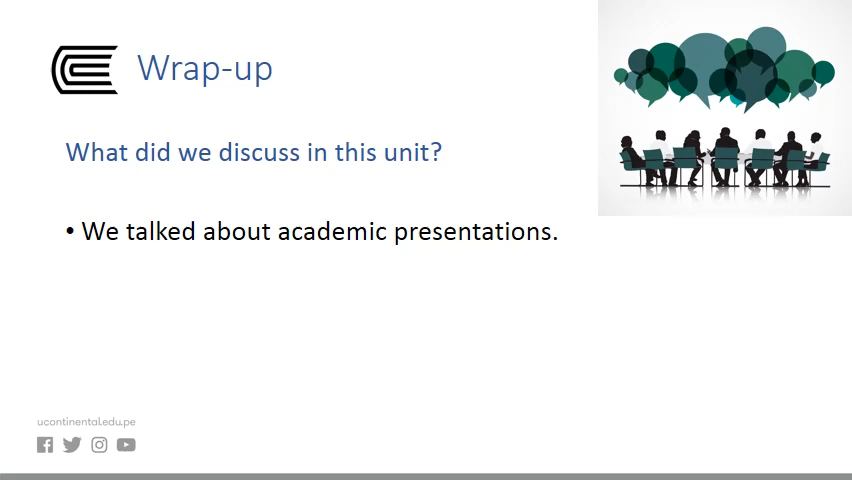 Wrap-up
What did we discuss in this unit?
• We talked about academic presentations.
ucontinental.edu.pe